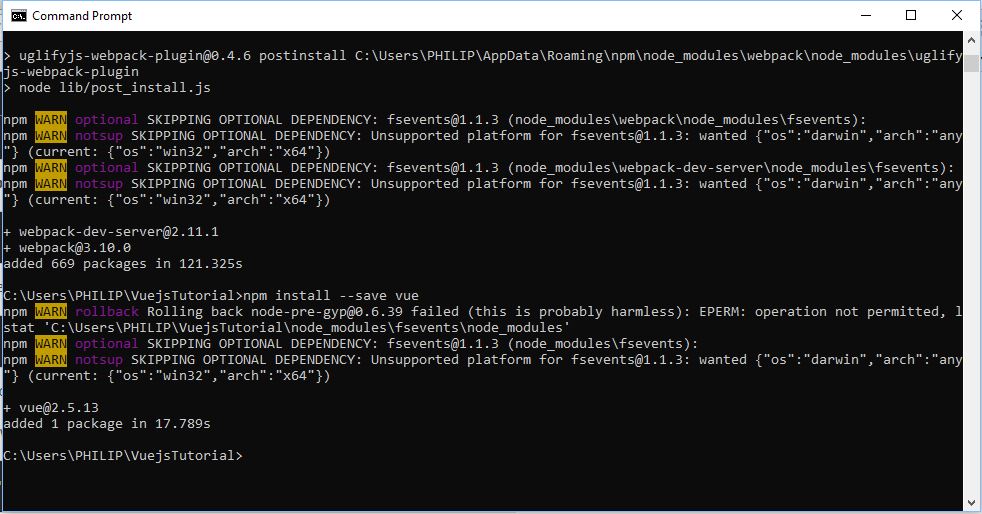 Command Prompt
> uglifyjs-webpack-plugin@0.4.6 postinstall C:\Users\PHILIP\AppData\Roaming\npm\node_modules\webpack\node_modules\uglify
js-webpack-plugin
> node lib/post_install.js
npm WARN optional SKIPPING OPTIONAL DEPENDENCY: fsevents@1.1.3 (node_modules\webpack\node_modules\fsevents):
npm WARN notsup SKIPPING OPTIONAL DEPENDENCY: Unsupported platform for fsevents@1.1.3: wanted {"os":"darwin","arch":"any
"} (current: {"os":"win32","arch":"x64"})
npm WARN optional SKIPPING OPTIONAL DEPENDENCY: fsevents@1.1.3 (node_modules\webpack-dev-server\node_modules\fsevents):
npm WARN notsup SKIPPING OPTIONAL DEPENDENCY: Unsupported platform for fsevents@1.1.3: wanted {"os":"darwin","arch":"any
"} (current: {"os":"win32","arch":"x64"})
+ webpack-dev-server@2.11.1
+ webpack@3.10.0
added 669 packages in 121.325s
C:\Users\PHILIP\VuejsTutorial>npm install --save vue
npm WARN rollback Rolling back node-pre-gyp@0.6.39 failed (this is probably harmless): EPERM: operation not permitted, l
stat 'C:\Users\PHILIP\VuejsTutorial\node_modules\fsevents\node_modules'
npm WARN optional SKIPPING OPTIONAL DEPENDENCY: fsevents@1.1.3 (node_modules\fsevents):
npm WARN notsup SKIPPING OPTIONAL DEPENDENCY: Unsupported platform for fsevents@1.1.3: wanted {"os":"darwin","arch":"any
"} (current: {"os":"win32","arch":"x64"})
+ vue@2.5.13
added 1 package in 17.789s
C:\Users\PHILIP\VuejsTutorial>